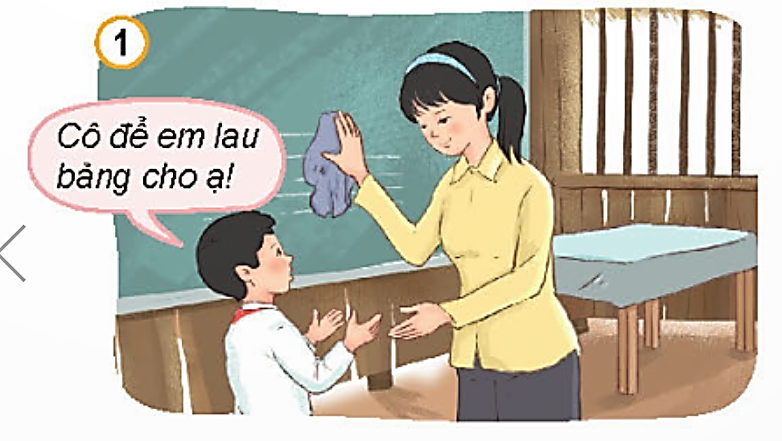 1
Cô để em lau
bảng cho ạ!